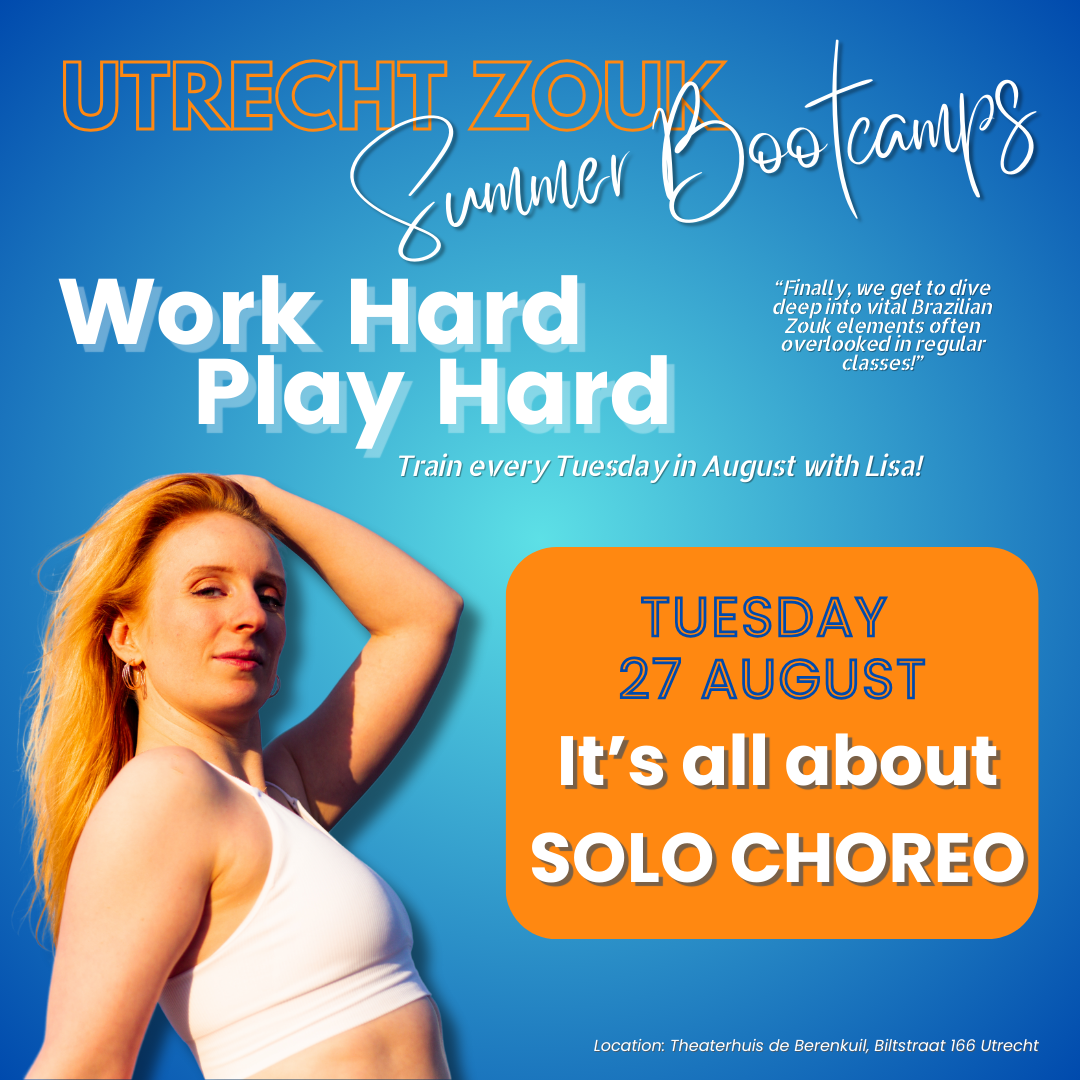 UTRECHT ZOUK
Summer Bootcamps
Work Hard
Play Hard
“Finally, we get to dive
deep into vital Brazilian
Zouk elements often
overlooked in regular
classes!”
Train every Tuesday in August with Lisa!
TUESDAY
27 AUGUST
It’s all about
SOLO CHOREO
Location: Theaterhuis de Berenkuil, Biltstraat 166 Utrecht